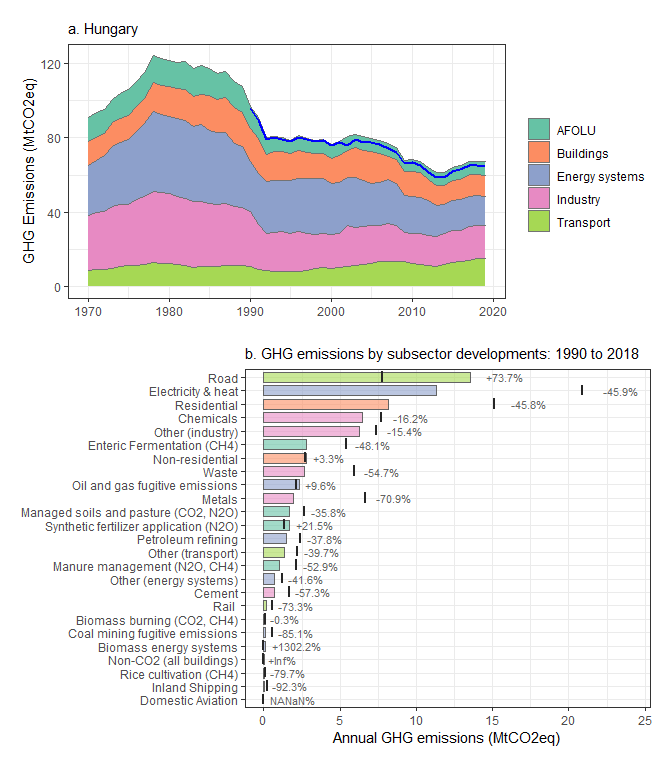 a. Hungary
GHG Emissions (MtCO2eq)
120
80
40
0
1970
1980
1990
2000
2010
2020
AFOLU
Buildings
Energy systems
Industry
Transport
b. GHG emissions by subsector developments: 1990 to 2018
Road +73.7%
Electricity & heat -45.9%
Residential -45.8%
Chemicals -16.2%
Other (industry) -15.4%
Enteric Fermentation (CH4) -48.1%
Non-residential +3.3%
Waste -54.7%
Oil and gas fugitive emissions +9.6%
Metals -70.9%
Managed soils and pasture (CO2, N2O) -35.8%
Synthetic fertilizer application (N2O) +21.5%
Petroleum refining -37.8%
Other (transport) -39.7%
Manure management (N2O, CH4) -52.9%
Other (energy systems) -41.6%
Cement -57.3%
Rail -73.3%
Biomass burning (CO2, CH4) -0.3%
Coal mining fugitive emissions -85.1%
Biomass energy systems +1302.2%
Non-CO2 (all buildings) +Inf%
Rice cultivation (CH4) -79.7%
Inland Shipping -92.3%
Domestic Aviation NANaN%
0
5
10
15
20
25
Annual GHG emissions (MtCO2eq)